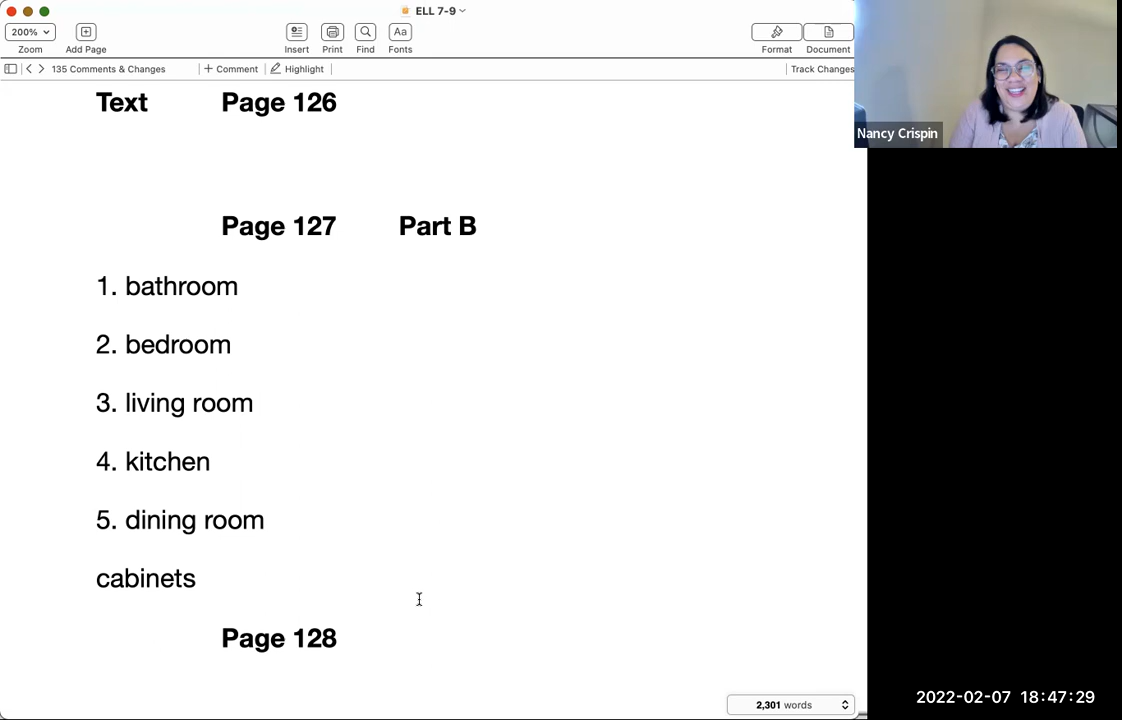 ELL 7-9
200%
Zoom
Add Page
Insert
Print
Aa
Find
Fonts
Format
Document
135 Comments & Changes
+ Comment
Highlight
Track Changes
Text Page 126
Page 127 Part B
1. bathroom
2. bedroom
3. living room
4. kitchen
5. dining room
cabinets
Page 128
2,301 words
Nancy Crispin
2022-02-07 18:47:29